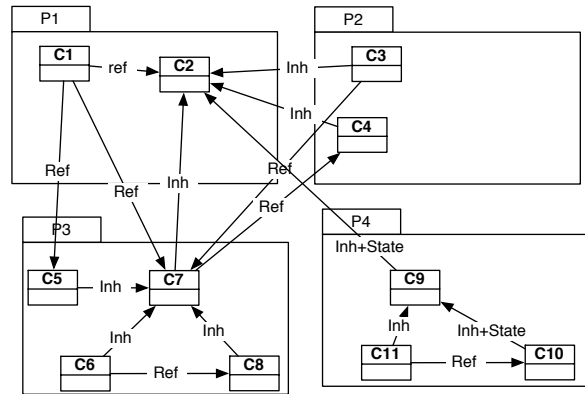 P1
P2
C1
ref
C2
Inh
C3
Inh
C4
Ref
Ref
Inh
Ref
Ref
P3
P4
Inh+State
C5
Inh
C7
C9
Inh
Inh
Inh
Inh+State
C6
Ref
C8
C11
Ref
C10